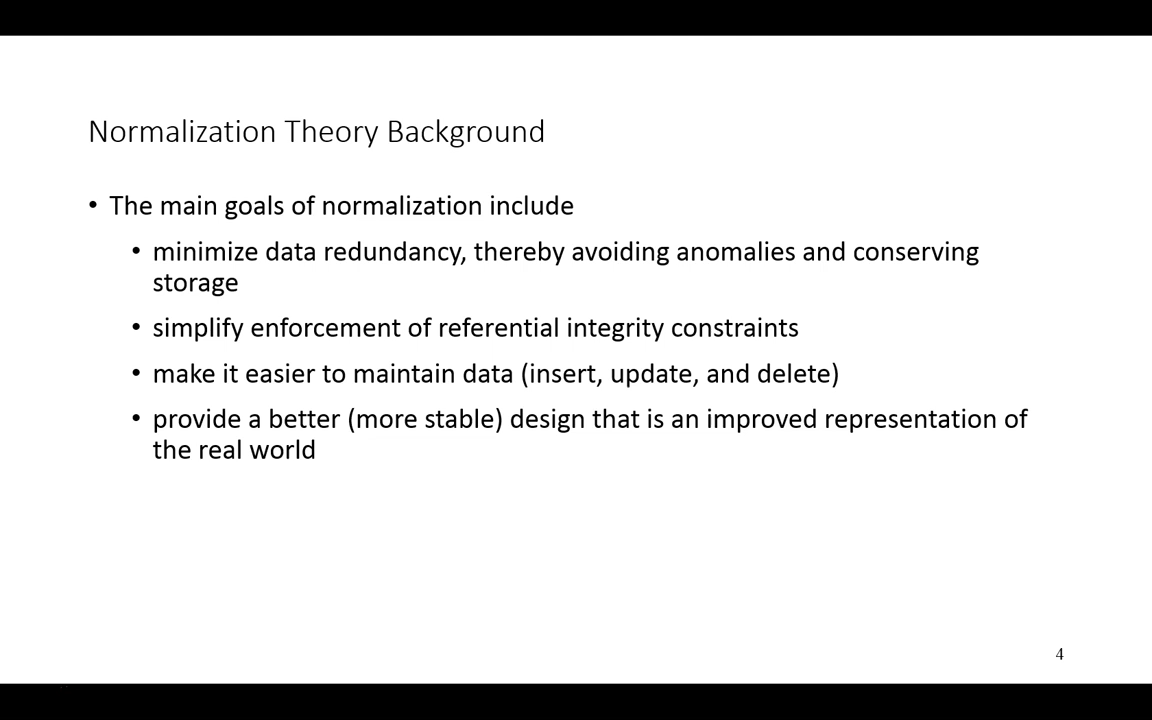 Normalization Theory Background
• The main goals of normalization include
• minimize data redundancy, thereby avoiding anomalies and conserving
storage
• simplify enforcement of referential integrity constraints
• make it easier to maintain data (insert, update, and delete)
• provide a better (more stable) design that is an improved representation of
the real world
4